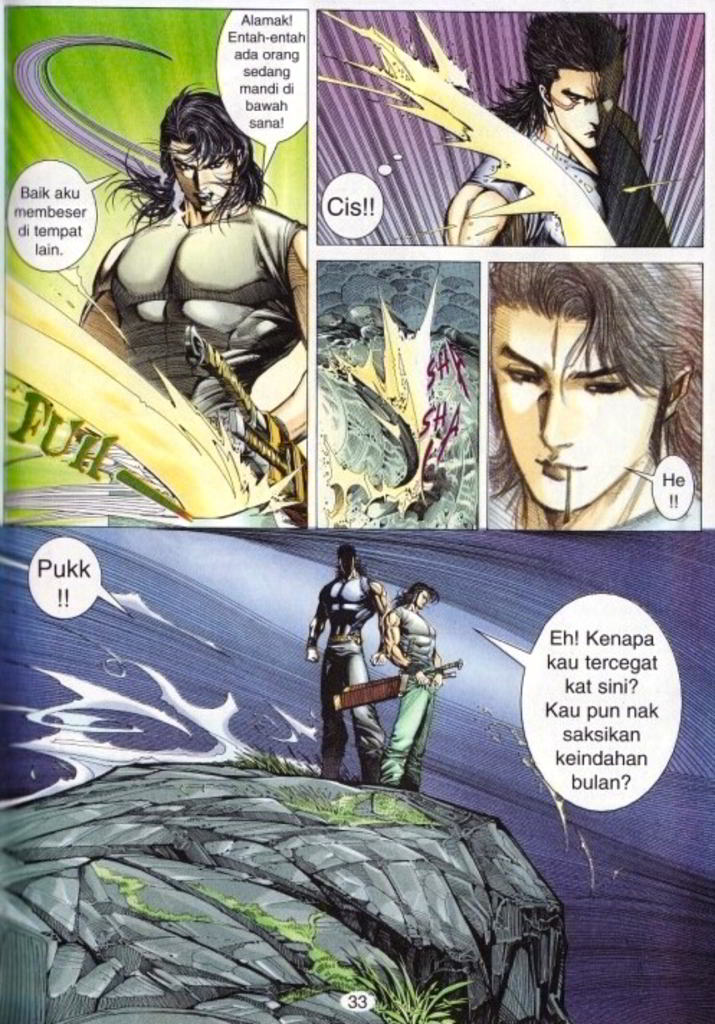 Alamak!
Entah-entah
ada orang
sedang
mandi di
bawah
sana!
Baik aku
membeser
di tempat
lain.
FUH
Cis!!
SHA
SHA
He
!!
Pukk
!!
Eh! Kenapa
kau tercegat
kat sini?
Kau pun nak
saksikan
keindahan
bulan?
33